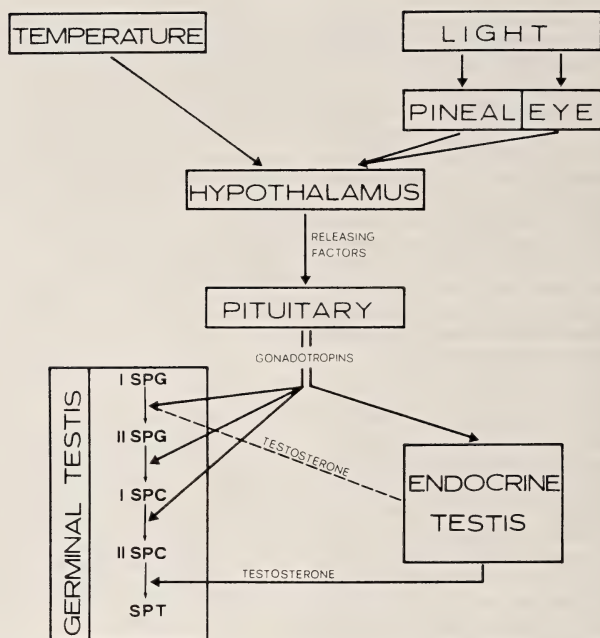 TEMPERATURE
LIGHT
PINEAL EYE
HYPOTHALAMUS
RELEASING
FACTORS
PITUITARY
GONADOTROPINS
GERMINAL TESTIS
I SPG
II SPG
I SPC
II SPC
SPT
TESTOSTERONE
ENDOCRINE
TESTIS
TESTOSTERONE